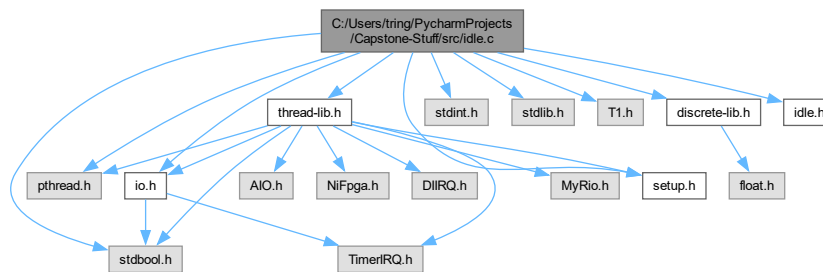 C:/Users/tring/PycharmProjects
/Capstone-Stuff/src/idle.c
thread-lib.h
stdint.h
stdlib.h
T1.h
discrete-lib.h
idle.h
pthread.h
io.h
AIO.h
NiFpga.h
DIIRQ.h
MyRio.h
setup.h
float.h
stdbool.h
TimerIRQ.h